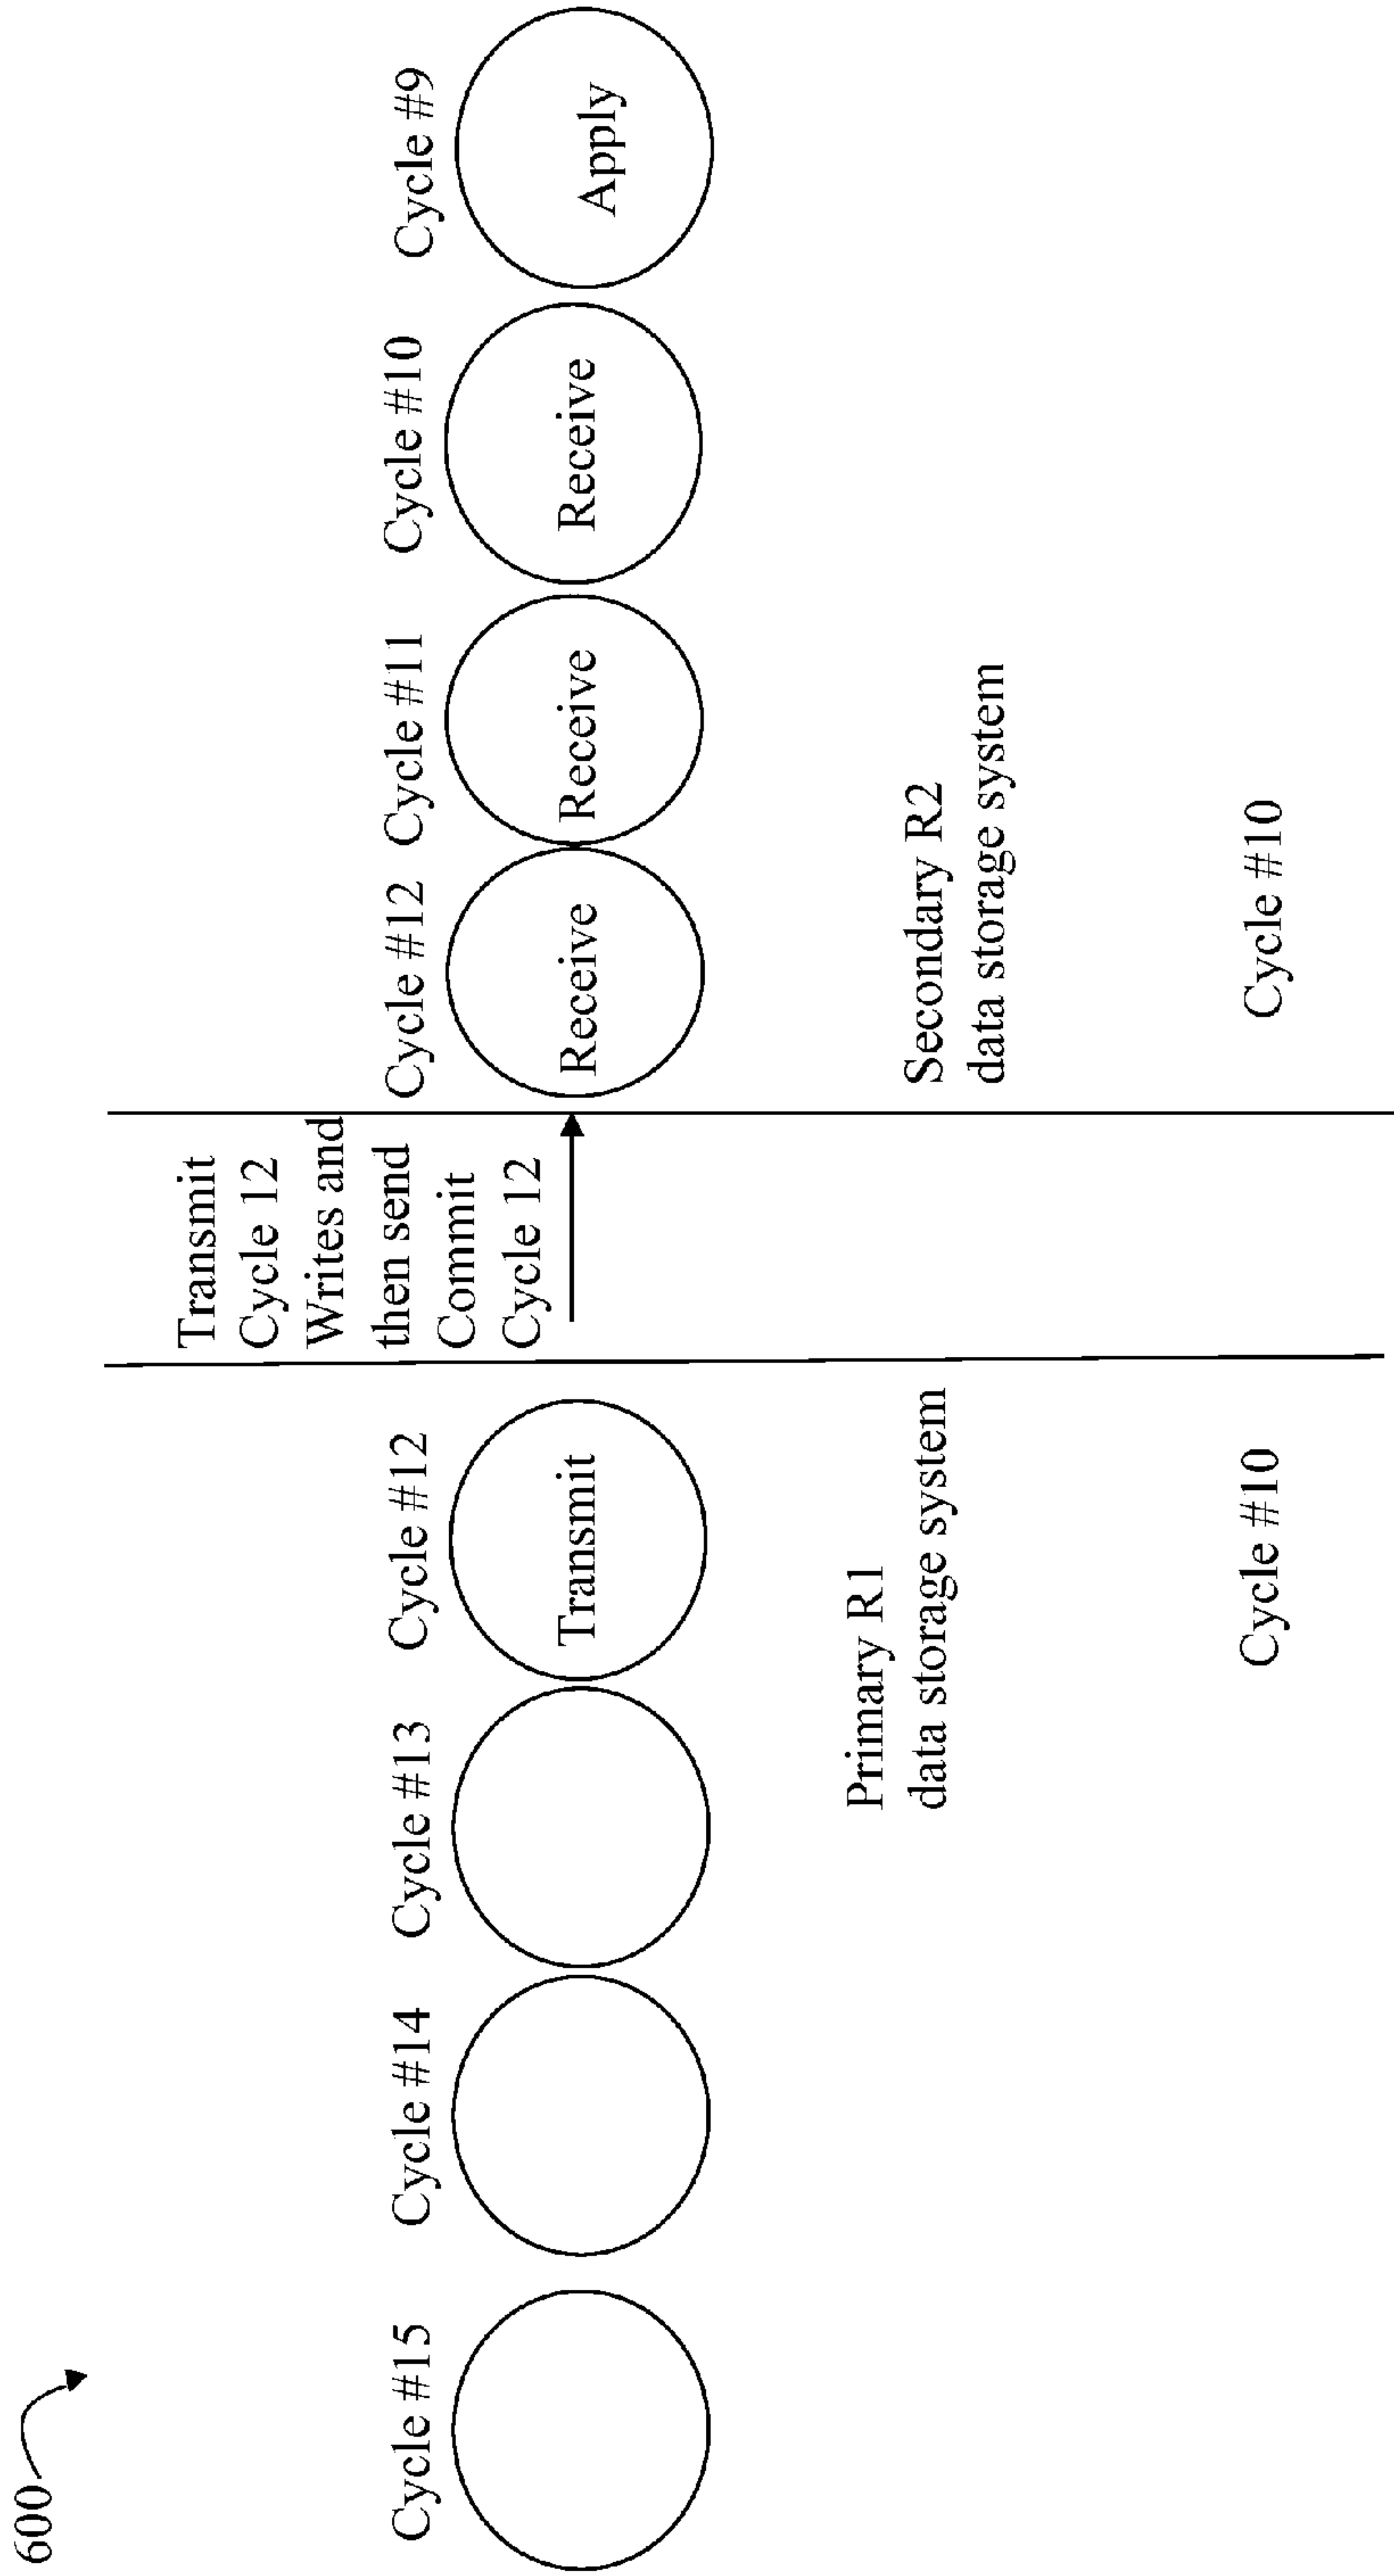 600
Transmit
Cycle 12
Writes and
then send
Commit
Cycle 12
Cycle #15
Cycle #14
Cycle #13
Cycle #12
Cycle #12
Cycle #11
Cycle #10
Cycle #9
Transmit
Receive
Receive
Receive
Apply
Primary R1
data storage system
Secondary R2
data storage system
Cycle #10
Cycle #10